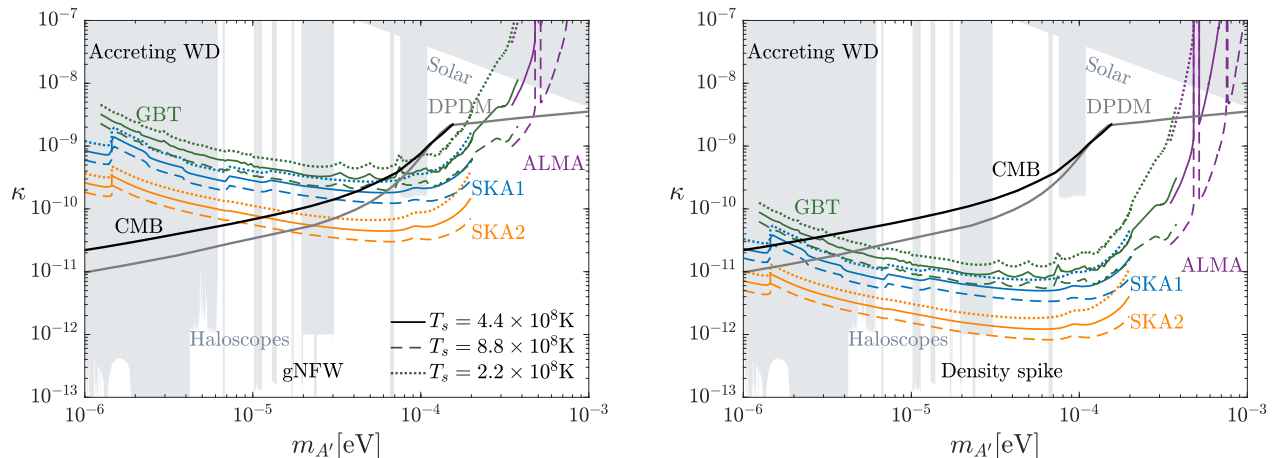 10^-7
10^-8
10^-9
10^-10
10^-11
10^-12
10^-13
κ
Accreting WD
Solar
GBT
DPDM
ALMA
SKA1
CMB
SKA2
Haloscopes
T_s = 4.4 × 10^8K
T_s = 8.8 × 10^8K
T_s = 2.2 × 10^8K
gNFW
10^-6
10^-5
10^-4
10^-3
m_A′[eV]
10^-7
10^-8
10^-9
10^-10
10^-11
10^-12
10^-13
κ
Accreting WD
Solar
DPDM
CMB
GBT
ALMA
SKA1
SKA2
Haloscopes
Density spike
10^-6
10^-5
10^-4
10^-3
m_A′[eV]